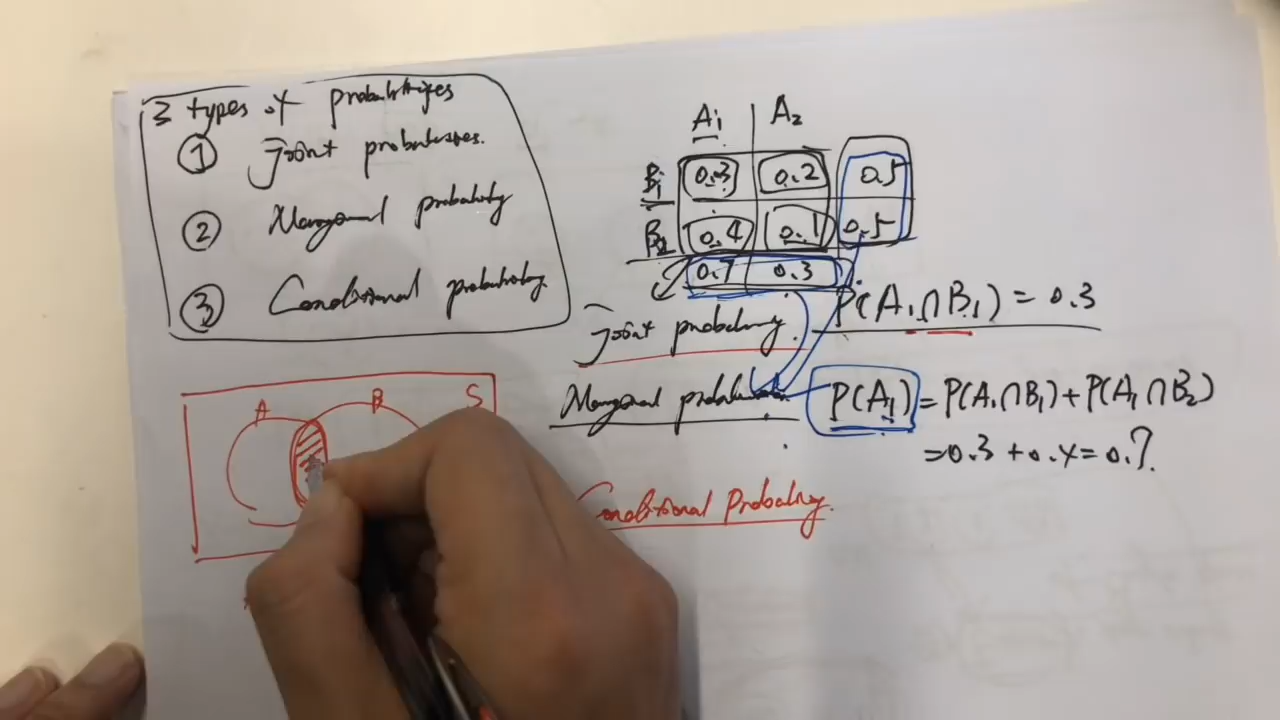 3 types of probabilities
① Joint probabilities.
② Marginal probability
③ Conditional probability.
A1 A2
B1 0.3 0.2 0.5
B2 0.4 0.1 0.5
0.7 0.3
P(A1∩B1) = 0.3
Joint probability.
Marginal P(A1) = P(A1∩B1) + P(A1∩B2)
= 0.3 + 0.4 = 0.7.
A B S
Conditional Probability.